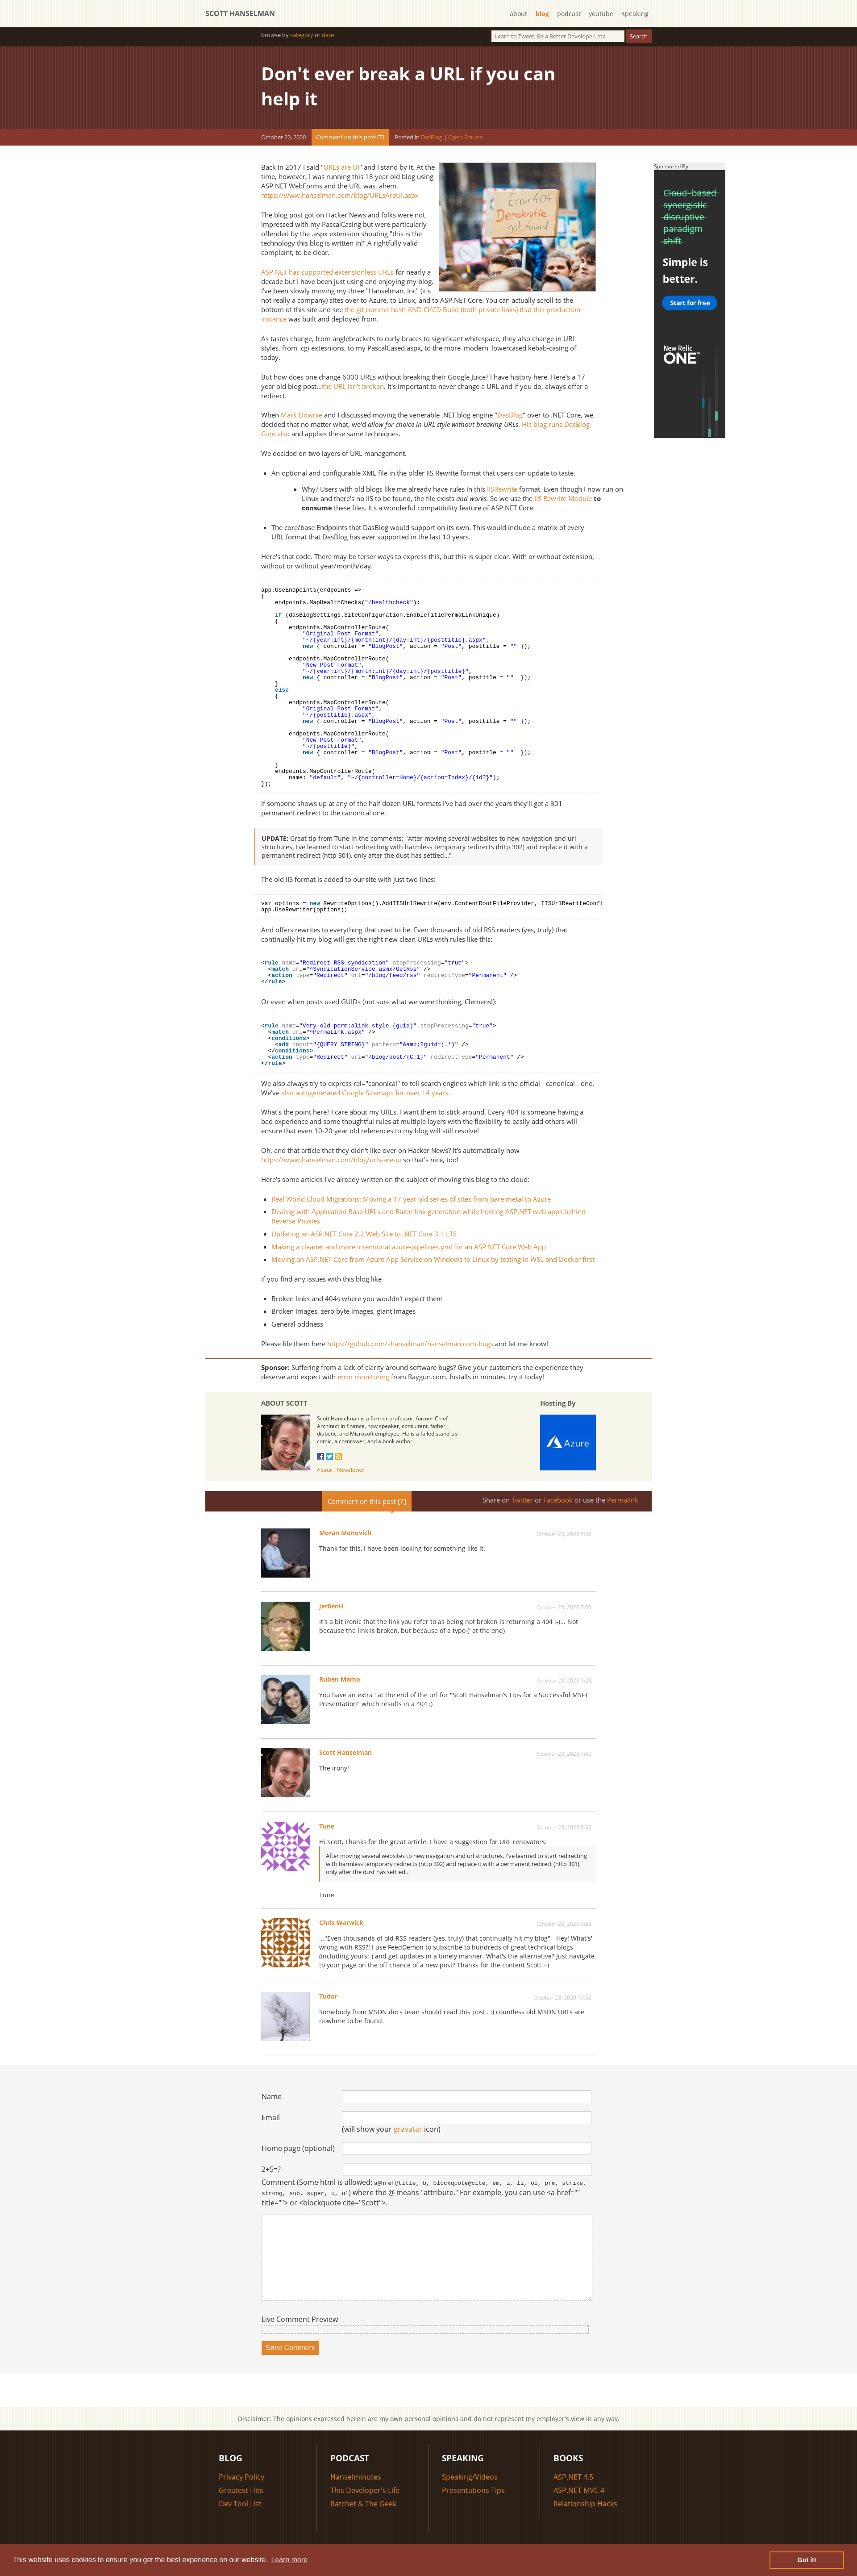 SCOTT HANSELMAN
about blog podcast youtube speaking
browse by category or date
Learn to Tweet, Be a Better Developer, etc. Search
Don't ever break a URL if you can
help it
October 20, 2020 Comment on this post [7] Posted in DasBlog | Open Source
Back in 2017 I said "URLs are UI" and I stand by it. At the
time, however, I was running this 18 year old blog using
ASP.NET WebForms and the URL was, ahem,
https://www.hanselman.com/blog/URLsAreUI.aspx
The blog post got on Hacker News and folks were not
impressed with my PascalCasing but were particularly
offended by the .aspx extension shouting "this is the
technology this blog is written in!" A rightfully valid
complaint, to be clear.
Error 404
Demokratie
not found
ASP.NET has supported extensionless URLs for nearly a
decade but I have been just using and enjoying my blog.
I've been slowly moving my three "Hanselman, Inc" (it's
not really a company) sites over to Azure, to Linux, and to ASP.NET Core. You can actually scroll to the
bottom of this site and see the git commit hash AND CI/CD Build (both private links) that this production
instance was built and deployed from.
As tastes change, from anglebrackets to curly braces to significant whitespace, they also change in URL
styles, from .cgi extesnions, to my PascalCased.aspx, to the more 'modern' lowercased kebab-casing of
today.
But how does one change 6000 URLs without breaking their Google Juice? I have history here. Here's a 17
year old blog post...the URL isn't broken. It's important to never change a URL and if you do, always offer a
redirect.
When Mark Downie and I discussed moving the venerable .NET blog engine "DasBlog" over to .NET Core, we
decided that no matter what, we'd allow for choice in URL style without breaking URLs. His blog runs DasBlog
Core also and applies these same techniques.
We decided on two layers of URL management.
An optional and configurable XML file in the older IIS Rewrite format that users can update to taste.
Why? Users with old blogs like me already have rules in this IISRewrite format. Even though I now run on
Linux and there's no IIS to be found, the file exists and works. So we use the IIS Rewrite Module to
consume these files. It's a wonderful compatibility feature of ASP.NET Core.
The core/base Endpoints that DasBlog would support on its own. This would include a matrix of every
URL format that DasBlog has ever supported in the last 10 years.
Here's that code. There may be terser ways to express this, but this is super clear. With or without extension,
without or without year/month/day.
app.UseEndpoints(endpoints =>
{
endpoints.MapHealthChecks("/healthcheck");
if (dasBlogSettings.SiteConfiguration.EnableTitlePermaLinkUnique)
{
endpoints.MapControllerRoute(
"Original Post Format",
"~/{year:int}/{month:int}/{day:int}/{posttitle}.aspx",
new { controller = "BlogPost", action = "Post", posttitle = "" });
endpoints.MapControllerRoute(
"New Post Format",
"~/{year:int}/{month:int}/{day:int}/{posttitle}",
new { controller = "BlogPost", action = "Post", posttitle = "" });
}
else
{
endpoints.MapControllerRoute(
"Original Post Format",
"~/{posttitle}.aspx",
new { controller = "BlogPost", action = "Post", posttitle = "" });
endpoints.MapControllerRoute(
"New Post Format",
"~/{posttitle}",
new { controller = "BlogPost", action = "Post", posttitle = "" });
}
endpoints.MapControllerRoute(
name: "default", "~/{controller=Home}/{action=Index}/{id?}");
});
If someone shows up at any of the half dozen URL formats I've had over the years they'll get a 301
permanent redirect to the canonical one.
UPDATE: Great tip from Tune in the comments: "After moving several websites to new navigation and url
structures, I've learned to start redirecting with harmless temporary redirects (http 302) and replace it with a
permanent redirect (http 301), only after the dust has settled..."
The old IIS format is added to our site with just two lines:
var options = new RewriteOptions().AddIISUrlRewrite(env.ContentRootFileProvider, IISUrlRewriteConfi
app.UseRewriter(options);
And offers rewrites to everything that used to be. Even thousands of old RSS readers (yes, truly) that
continually hit my blog will get the right new clean URLs with rules like this:
<rule name="Redirect RSS syndication" stopProcessing="true">
<match url="^SyndicationService.asmx/GetRss" />
<action type="Redirect" url="/blog/feed/rss" redirectType="Permanent" />
</rule>
Or even when posts used GUIDs (not sure what we were thinking, Clemens!):
<rule name="Very old perm;alink style (guid)" stopProcessing="true">
<match url="^PermaLink.aspx" />
<conditions>
<add input="{QUERY_STRING}" pattern="&amp;?guid=(.*)" />
</conditions>
<action type="Redirect" url="/blog/post/{C:1}" redirectType="Permanent" />
</rule>
We also always try to express rel="canonical" to tell search engines which link is the official - canonical - one.
We've also autogenerated Google Sitemaps for over 14 years.
What's the point here? I care about my URLs. I want them to stick around. Every 404 is someone having a
bad experience and some thoughtful rules at multiple layers with the flexibility to easily add others will
ensure that even 10-20 year old references to my blog will still resolve!
Oh, and that article that they didn't like over on Hacker News? It's automatically now
https://www.hanselman.com/blog/urls-are-ui so that's nice, too!
Here's some articles I've already written on the subject of moving this blog to the cloud:
Real World Cloud Migrations: Moving a 17 year old series of sites from bare metal to Azure
Dealing with Application Base URLs and Razor link generation while hosting ASP.NET web apps behind
Reverse Proxies
Updating an ASP.NET Core 2.2 Web Site to .NET Core 3.1 LTS
Making a cleaner and more intentional azure-pipelines.yml for an ASP.NET Core Web App
Moving an ASP.NET Core from Azure App Service on Windows to Linux by testing in WSL and Docker first
If you find any issues with this blog like
Broken links and 404s where you wouldn't expect them
Broken images, zero byte images, giant images
General oddness
Please file them here https://github.com/shanselman/hanselman.com-bugs and let me know!
Sponsor: Suffering from a lack of clarity around software bugs? Give your customers the experience they
deserve and expect with error monitoring from Raygun.com. Installs in minutes, try it today!
Sponsored By
Cloud-based
synergistic
disruptive
paradigm
shift
Simple is
better.
Start for free
New Relic
ONE™
ABOUT SCOTT
Scott Hanselman is a former professor, former Chief
Architect in finance, now speaker, consultant, father,
diabetic, and Microsoft employee. He is a failed stand-up
comic, a cornrower, and a book author.
About Newsletter
Hosting By
Azure
Comment on this post [7]
Share on Twitter or Facebook or use the Permalink
Moran Monovich October 23, 2020 5:36
Thank for this, I have been looking for something like it.
Jer0enH October 23, 2020 7:00
it's a bit ironic that the link you refer to as being not broken is returning a 404 ;-)... Not
because the link is broken, but because of a typo (' at the end)
Ruben Mamo October 23, 2020 7:24
You have an extra ' at the end of the url for "Scott Hanselman's Tips for a Successful MSFT
Presentation" which results in a 404 :)
Scott Hanselman October 23, 2020 7:40
The irony!
Tune October 23, 2020 8:52
Hi Scott, Thanks for the great article. I have a suggestion for URL renovators:
After moving several websites to new navigation and url structures, I've learned to start redirecting
with harmless temporary redirects (http 302) and replace it with a permanent redirect (http 301),
only after the dust has settled...
Tune
Chris Warwick October 23, 2020 9:25
..."Even thousands of old RSS readers (yes, truly) that continually hit my blog" - Hey! What's'
wrong with RSS?! I use FeedDemon to subscribe to hundreds of great technical blogs
(including yours:-) and get updates in a timely manner. What's the alternative? Just navigate
to your page on the off chance of a new post? Thanks for the content Scott :-)
Tudor October 23, 2020 13:52
Somebody from MSDN docs team should read this post.. :) countless old MSDN URLs are
nowhere to be found.
Name
Email
(will show your gravatar icon)
Home page (optional)
2+5=?
Comment (Some html is allowed: a@href@title, b, blockquote@cite, em, i, li, ol, pre, strike,
strong, sub, super, u, ul) where the @ means "attribute." For example, you can use <a href=""
title=""> or <blockquote cite="Scott">.
Live Comment Preview
Save Comment
Disclaimer: The opinions expressed herein are my own personal opinions and do not represent my employer's view in any way.
BLOG
Privacy Policy
Greatest Hits
Dev Tool List
PODCAST
Hanselminutes
This Developer's Life
Ratchet & The Geek
SPEAKING
Speaking/Videos
Presentations Tips
BOOKS
ASP.NET 4.5
ASP.NET MVC 4
Relationship Hacks
This website uses cookies to ensure you get the best experience on our website. Learn more
Got it!